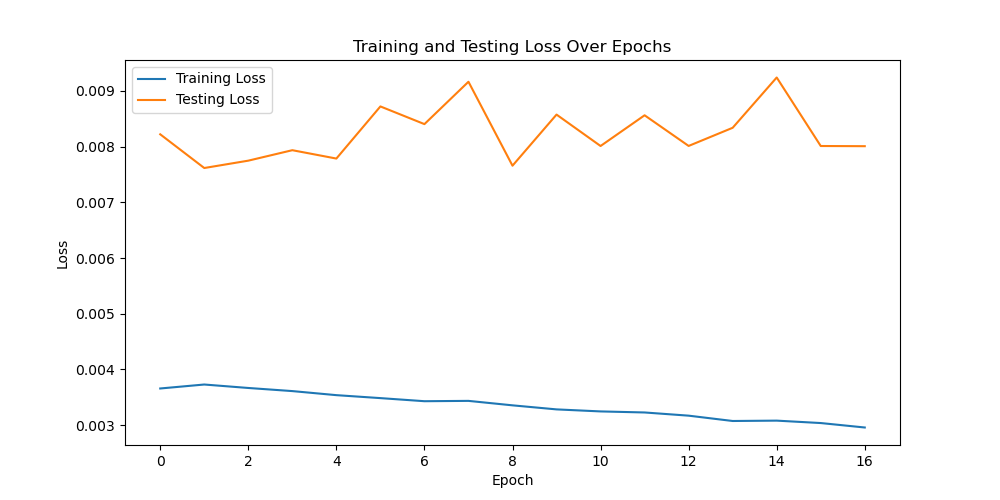 Training and Testing Loss Over Epochs
Training Loss
Testing Loss
0.009
0.008
0.007
0.006
0.005
0.004
0.003
Loss
0 2 4 6 8 10 12 14 16
Epoch